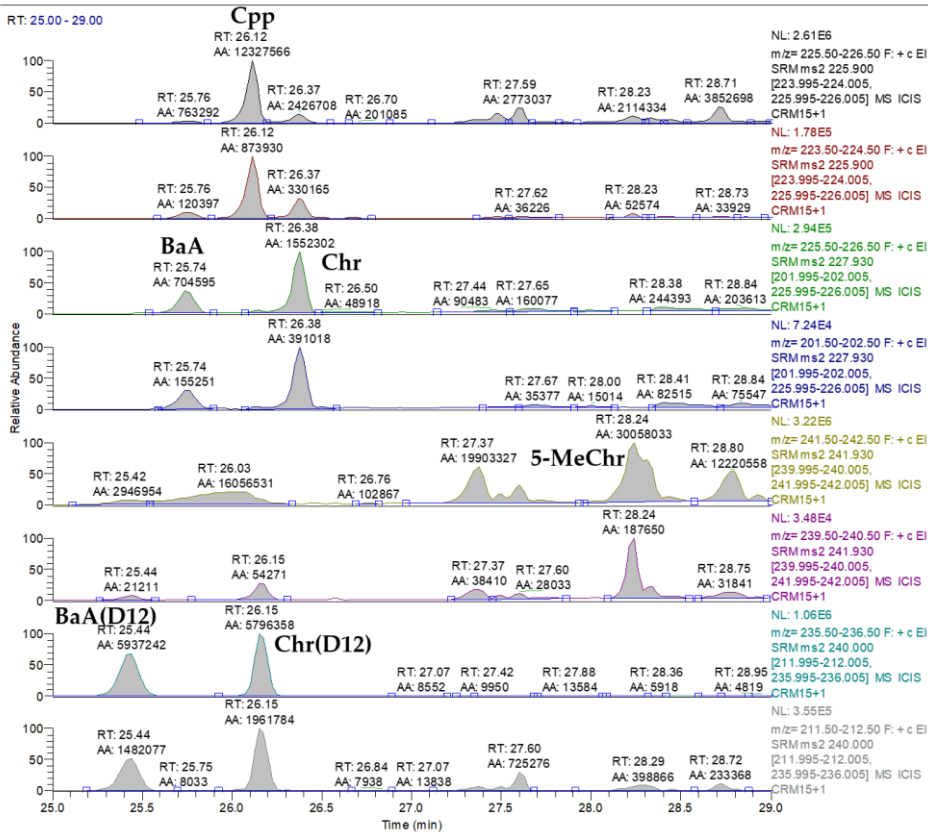 Cpp
RT: 25.00 - 29.00
RT: 26.12
AA: 12327566
RT: 25.76
AA: 763292
RT: 26.37
AA: 2426708
RT: 26.70
AA: 201085
RT: 27.59
AA: 2773037
RT: 28.23
AA: 2114334
RT: 28.71
AA: 3852698
100
50
0
NL: 2.61E6
m/z= 225.50-226.50 F: + c EI
SRM ms2 225.900
[223.995-224.005,
225.995-226.005] MS ICIS
CRM15+1
RT: 26.12
AA: 873930
RT: 25.76
AA: 120397
RT: 26.37
AA: 330165
RT: 27.62
AA: 36226
RT: 28.23
AA: 52574
RT: 28.73
AA: 33929
100
50
0
NL: 1.78E5
m/z= 223.50-224.50 F: + c EI
SRM ms2 225.900
[223.995-224.005,
225.995-226.005] MS ICIS
CRM15+1
BaA
RT: 25.74
AA: 704595
RT: 26.38
AA: 1552302
Chr
RT: 26.50
AA: 48918
RT: 27.44
AA: 90483
RT: 27.65
AA: 160077
RT: 28.38
AA: 244393
RT: 28.84
AA: 203613
100
50
0
NL: 2.94E5
m/z= 225.50-226.50 F: + c EI
SRM ms2 227.930
[201.995-202.005,
225.995-226.005] MS ICIS
CRM15+1
Relative Abundance
RT: 25.74
AA: 155251
RT: 26.38
AA: 391018
RT: 27.67
AA: 35377
RT: 28.00
AA: 15014
RT: 28.41
AA: 82515
RT: 28.84
AA: 75547
100
50
0
NL: 7.24E4
m/z= 201.50-202.50 F: + c EI
SRM ms2 227.930
[201.995-202.005,
225.995-226.005] MS ICIS
CRM15+1
RT: 25.42
AA: 2946954
RT: 26.03
AA: 16056531
RT: 26.76
AA: 102867
RT: 27.37
AA: 19903327
5-MeChr
RT: 28.24
AA: 30058033
RT: 28.80
AA: 12220558
100
50
0
NL: 3.22E6
m/z= 241.50-242.50 F: + c EI
SRM ms2 241.930
[239.995-240.005,
241.995-242.005] MS ICIS
CRM15+1
RT: 25.44
AA: 21211
RT: 26.15
AA: 54271
RT: 27.37
AA: 38410
RT: 27.60
AA: 28033
RT: 28.24
AA: 187650
RT: 28.75
AA: 31841
100
50
0
NL: 3.48E4
m/z= 239.50-240.50 F: + c EI
SRM ms2 241.930
[239.995-240.005,
241.995-242.005] MS ICIS
CRM15+1
BaA(D12)
RT: 25.44
AA: 5937242
RT: 26.15
AA: 5796358
Chr(D12)
RT: 27.07
AA: 8552
RT: 27.42
AA: 9950
RT: 27.88
AA: 13584
RT: 28.36
AA: 5918
RT: 28.95
AA: 4819
100
50
0
NL: 1.06E6
m/z= 235.50-236.50 F: + c EI
SRM ms2 240.000
[211.995-212.005,
235.995-236.005] MS ICIS
CRM15+1
RT: 25.44
AA: 1482077
RT: 25.75
AA: 8033
RT: 26.15
AA: 1961784
RT: 26.84
AA: 7938
RT: 27.07
AA: 13838
RT: 27.60
AA: 725276
RT: 28.29
AA: 398866
RT: 28.72
AA: 233368
100
50
0
NL: 3.55E5
m/z= 211.50-212.50 F: + c EI
SRM ms2 240.000
[211.995-212.005,
235.995-236.005] MS ICIS
CRM15+1
25.0 25.5 26.0 26.5 27.0 27.5 28.0 28.5 29.0
Time (min)